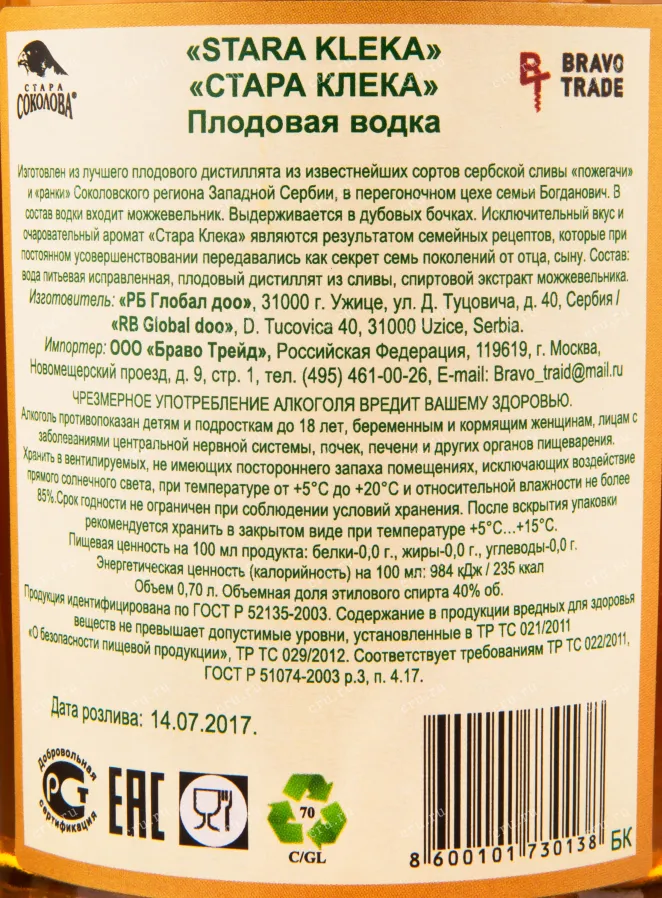 «STARA KLEKA»
«СТАРА КЛЕКА»
Плодовая водка
СТАРА
СОКОЛОВА®
BRAVO
TRADE
Изготовлен из лучшего плодового дистиллята из известнейших сортов сербской сливы «пожегачи»
и «ранки» Соколовского региона Западной Сербии, в перегоночном цехе семьи Богданович. В
состав водки входит можжевельник. Выдерживается в дубовых бочках. Исключительный вкус и
очаровательный аромат «Стара Клека» являются результатом семейных рецептов, которые при
постоянном усовершенствовании передавались как секрет семь поколений от отца, сыну. Состав:
вода питьевая исправленная, плодовый дистиллят из сливы, спиртовой экстракт можжевельника.
Изготовитель: «РБ Глобал доо», 31000 г. Ужице, ул. Д. Туцовича, д. 40, Сербия /
«RB Global doo», D. Tucovica 40, 31000 Uzice, Serbia.
Импортер: ООО «Браво Трейд», Российская Федерация, 119619, г. Москва,
Новомещерский проезд, д. 9, стр. 1, тел. (495) 461-00-26, E-mail: Bravo_traid@mail.ru
ЧРЕЗМЕРНОЕ УПОТРЕБЛЕНИЕ АЛКОГОЛЯ ВРЕДИТ ВАШЕМУ ЗДОРОВЬЮ.
Алкоголь противопоказан детям и подросткам до 18 лет, беременным и кормящим женщинам, лицам с
заболеваниями центральной нервной системы, почек, печени и других органов пищеварения.
Хранить в вентилируемых, не имеющих постороннего запаха помещениях, исключающих воздействие
прямого солнечного света, при температуре от +5°С до +20°С и относительной влажности не более
85%.Срок годности не ограничен при соблюдении условий хранения. После вскрытия упаковки
рекомендуется хранить в закрытом виде при температуре +5°С...+15°С.
Пищевая ценность на 100 мл продукта: белки-0,0 г., жиры-0,0 г., углеводы-0,0 г.
Энергетическая ценность (калорийность) на 100 мл: 984 кДж / 235 ккал
Объем 0,70 л. Объемная доля этилового спирта 40% об.
Продукция идентифицирована по ГОСТ Р 52135-2003. Содержание в продукции вредных для здоровья
веществ не превышает допустимые уровни, установленные в ТР ТС 021/2011
«О безопасности пищевой продукции», ТР ТС 029/2012. Соответствует требованиям ТР ТС 022/2011,
ГОСТ Р 51074-2003 р.3, п. 4.17.
Дата розлива: 14.07.2017.
Добровольная
РСТ
сертификация
EAC
70
C/GL
8 600101 730138
БК